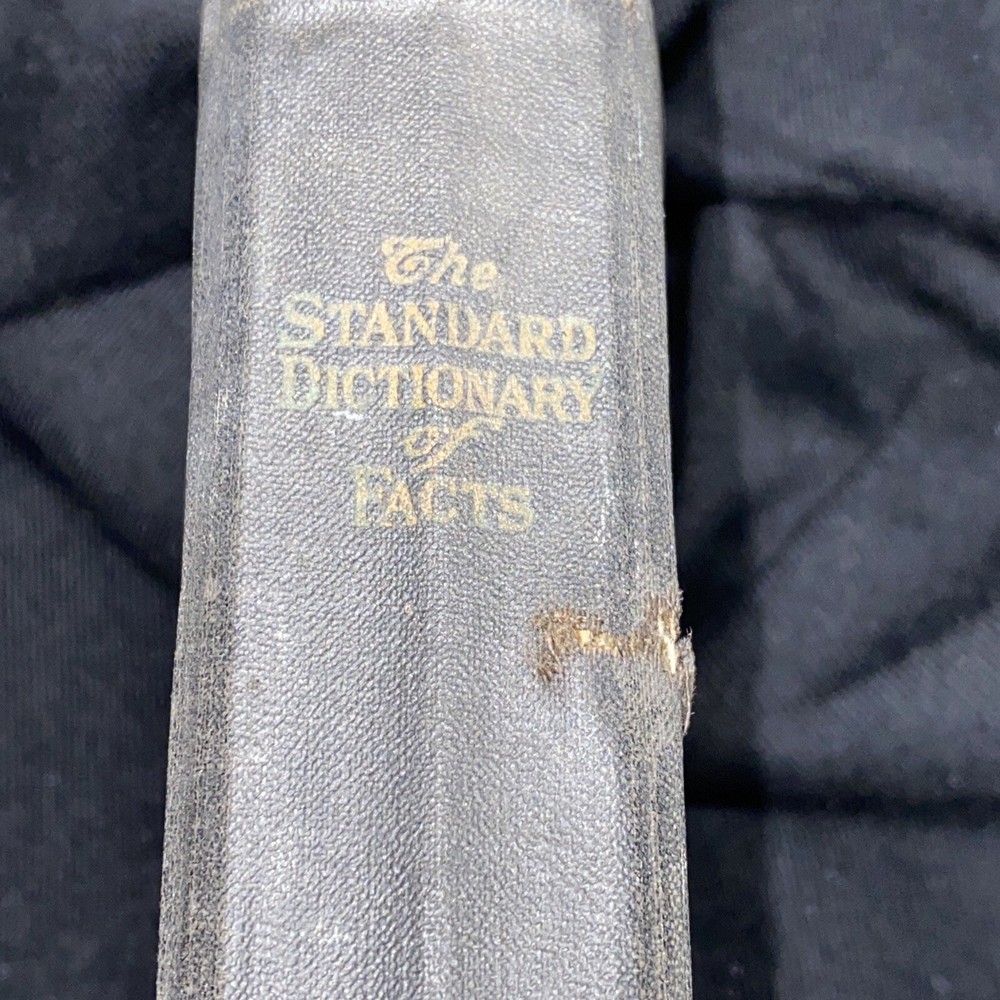 The
STANDARD
DICTIONARY
of
FACTS